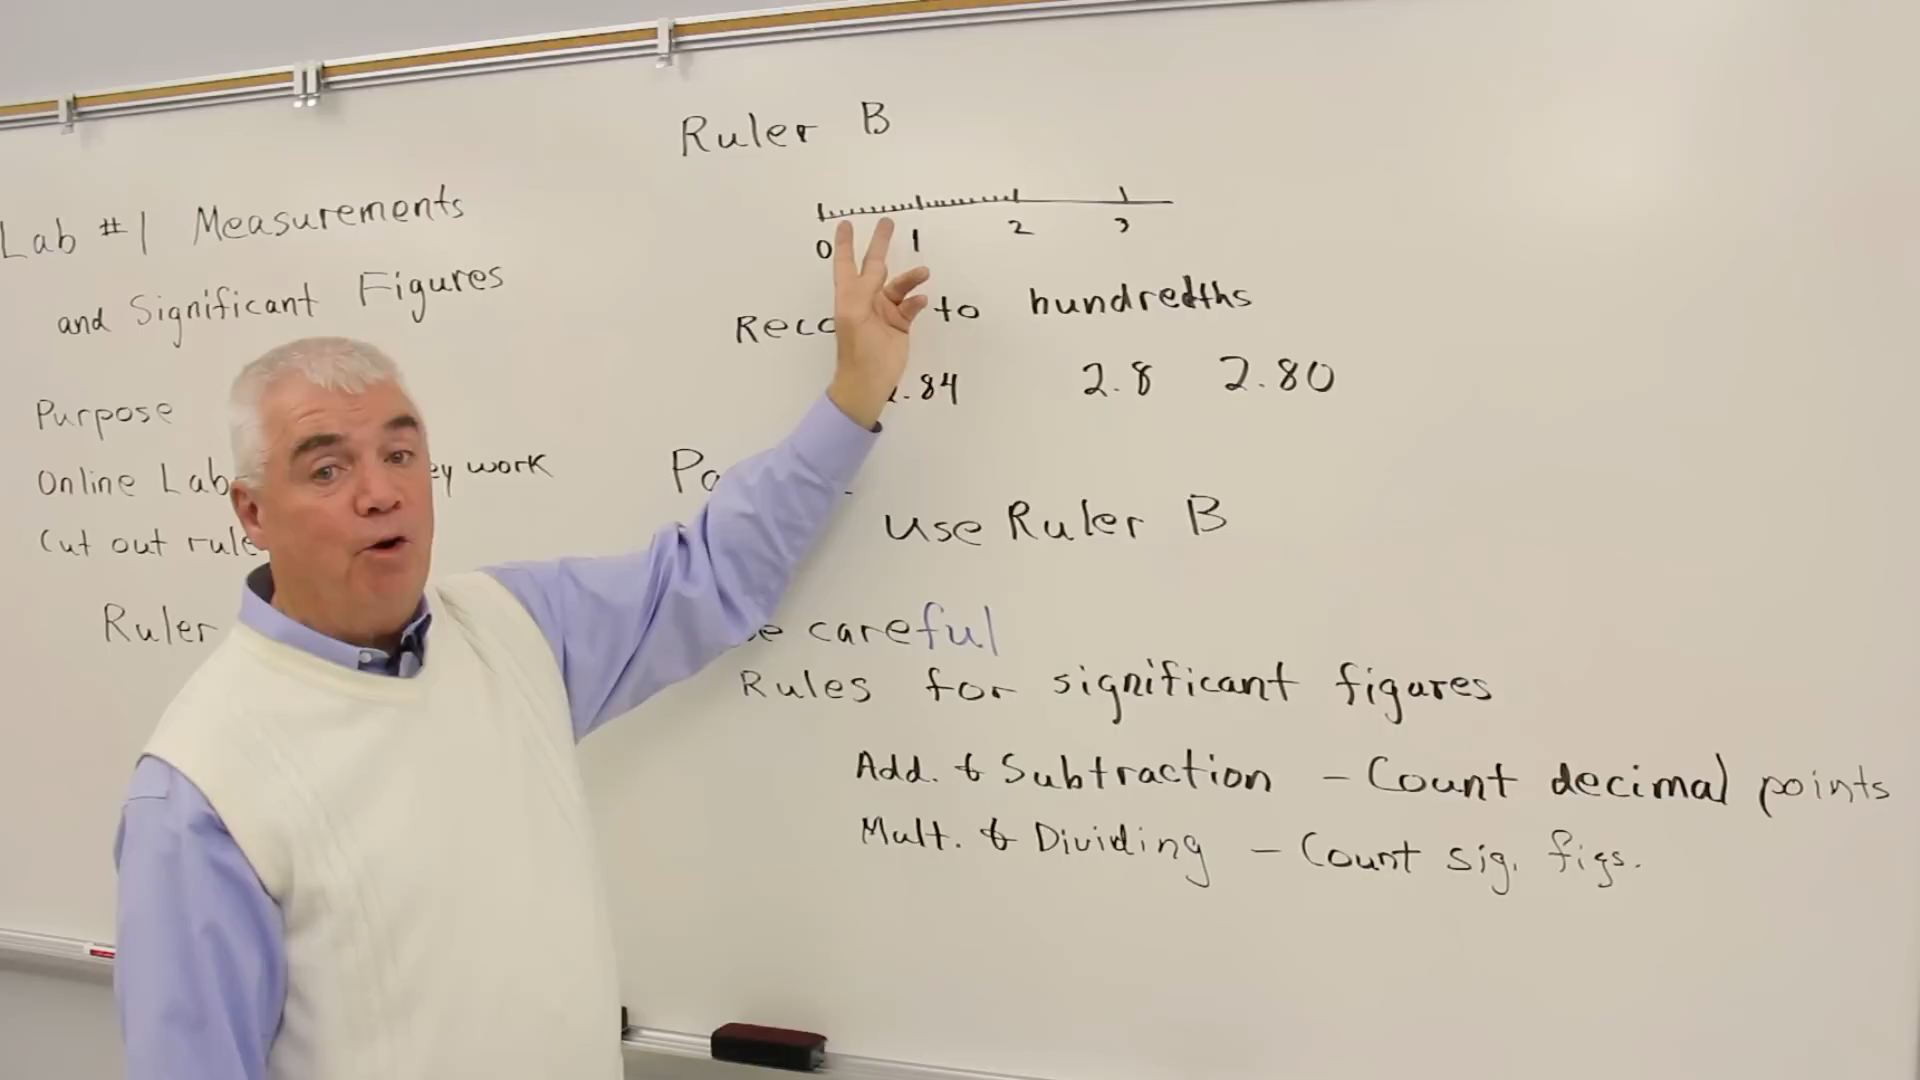 Lab #1 Measurements
and Significant Figures
Purpose
Online Lab work
Cut out
Ruler
Ruler B
0 1 2 3
to hundredths
.84 2.8 2.80
Use Ruler B
careful
Rules for significant figures
Add. & Subtraction - Count decimal points
Mult. & Dividing - Count sig. figs.